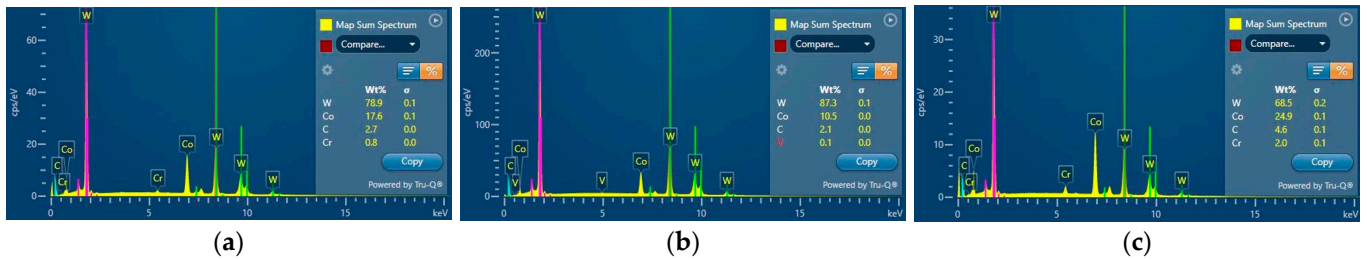 W
Map Sum Spectrum
Compare...
60
40
20
0
cps/eV
%
Wt% σ
W 78.9 0.1
Co 17.6 0.1
C 2.7 0.0
Cr 0.8 0.0
Copy
Powered by Tru-Q®
Co
C
Cr
Cr
Co
W
W
W
0 5 10 15 keV
(a)
W
Map Sum Spectrum
Compare...
200
100
0
cps/eV
%
Wt% σ
W 87.3 0.1
Co 10.5 0.0
C 2.1 0.0
V 0.1 0.0
Copy
Powered by Tru-Q®
Co
C
V
V
Co
W
W
W
0 5 10 15 keV
(b)
W
Map Sum Spectrum
Compare...
30
20
10
0
cps/eV
%
Wt% σ
W 68.5 0.2
Co 24.9 0.1
C 4.6 0.1
Cr 2.0 0.1
Copy
Powered by Tru-Q®
Co
C
Cr
Cr
Co
W
W
W
0 5 10 15 keV
(c)